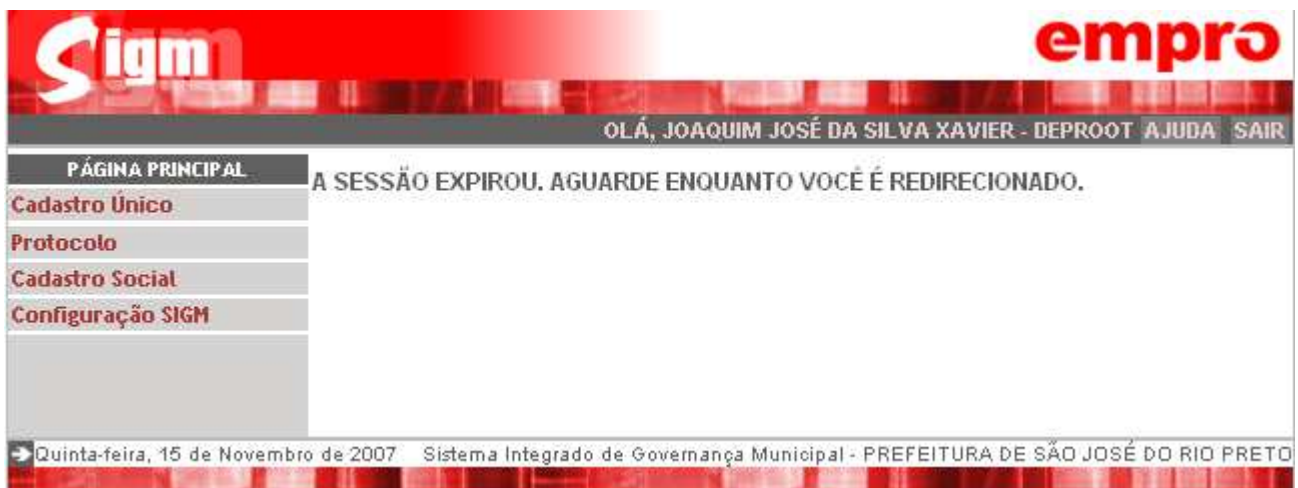 Sigm
empro
OLÁ, JOAQUIM JOSÉ DA SILVA XAVIER - DEPROOT AJUDA SAIR
PÁGINA PRINCIPAL
Cadastro Único
Protocolo
Cadastro Social
Configuração SIGM
A SESSÃO EXPIROU. AGUARDE ENQUANTO VOCÊ É REDIRECIONADO.
Quinta-feira, 15 de Novembro de 2007 Sistema Integrado de Governança Municipal - PREFEITURA DE SÃO JOSÉ DO RIO PRETO